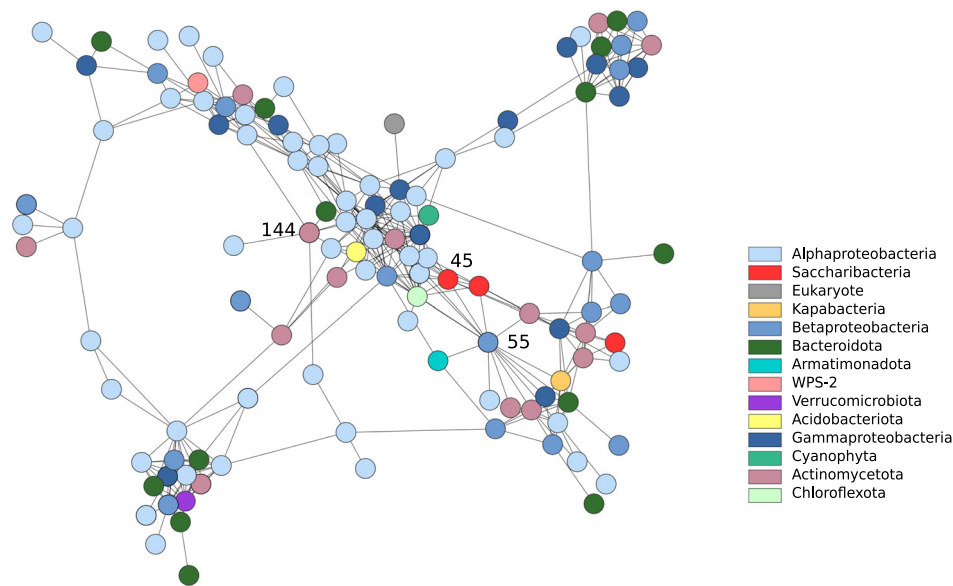 144
45
55
Alphaproteobacteria
Saccharibacteria
Eukaryote
Kapabacteria
Betaproteobacteria
Bacteroidota
Armatimonadota
WPS-2
Verrucomicrobiota
Acidobacteriota
Gammaproteobacteria
Cyanophyta
Actinomycetota
Chloroflexota